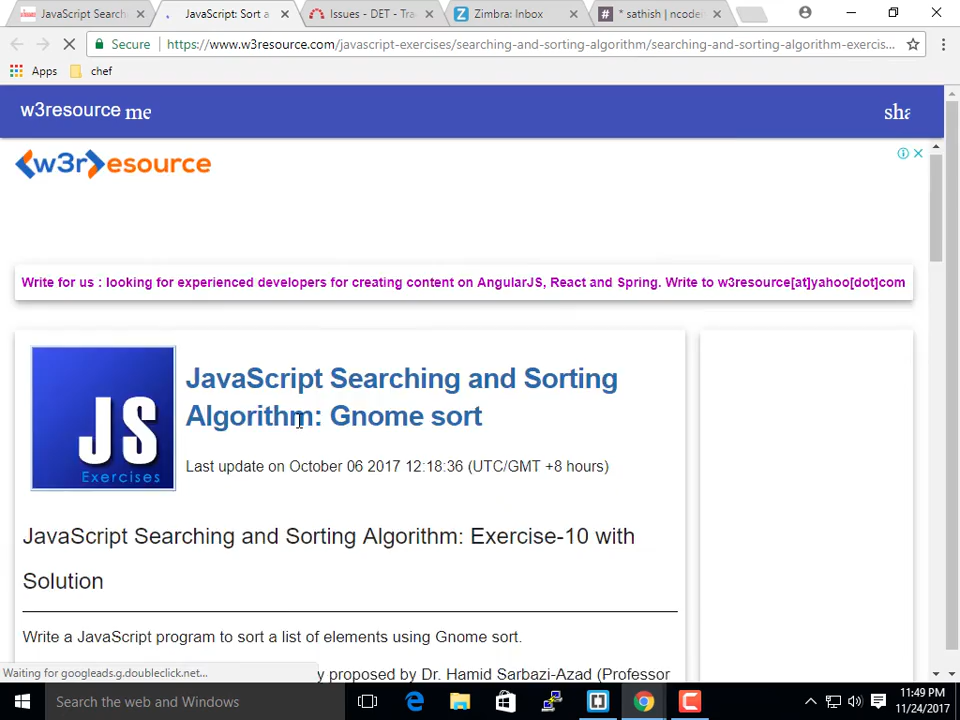 JavaScript Search
JavaScript: Sort a
Issues - DET - Tra
Zimbra: Inbox
* sathish | ncodei
Secure
https://www.w3resource.com/javascript-exercises/searching-and-sorting-algorithm/searching-and-sorting-algorithm-exercis...
Apps
chef
w3resource me
sha
w3resource
Write for us : looking for experienced developers for creating content on AngularJS, React and Spring. Write to w3resource[at]yahoo[dot]com
JS
Exercises
JavaScript Searching and Sorting
Algorithm: Gnome sort
Last update on October 06 2017 12:18:36 (UTC/GMT +8 hours)
JavaScript Searching and Sorting Algorithm: Exercise-10 with
Solution
Write a JavaScript program to sort a list of elements using Gnome sort.
y proposed by Dr. Hamid Sarbazi-Azad (Professor
Waiting for googleads.g.doubleclick.net...
Search the web and Windows
11:49 PM
11/24/2017